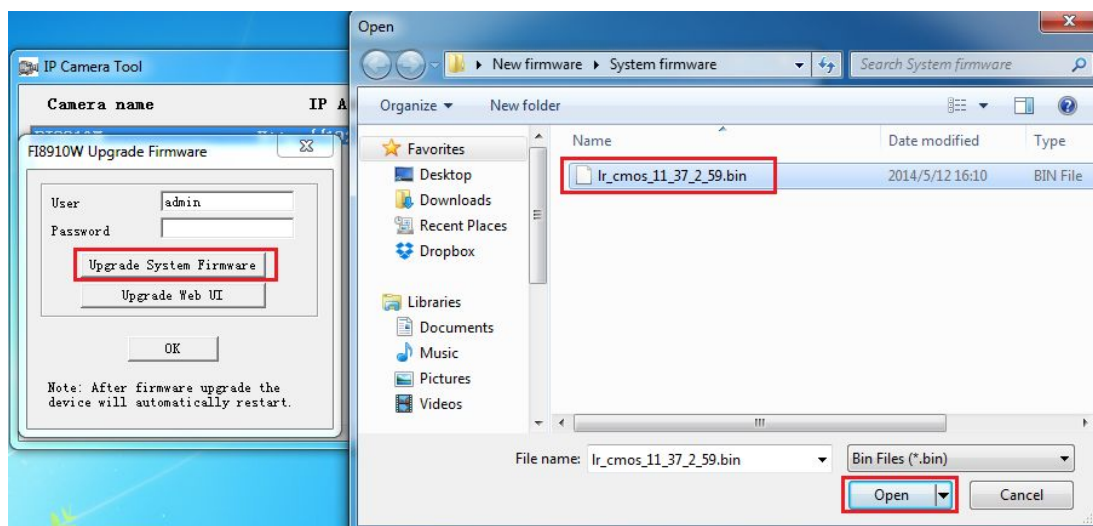 IP Camera Tool
Camera name IP A
FI8910W Upgrade Firmware
User admin
Password
Upgrade System Firmware
Upgrade Web UI
OK
Note: After firmware upgrade the
device will automatically restart.
Open
New firmware System firmware
Search System firmware
Organize New folder
Favorites
Desktop
Downloads
Recent Places
Dropbox
Libraries
Documents
Music
Pictures
Videos
Name Date modified Type
lr_cmos_11_37_2_59.bin 2014/5/12 16:10 BIN File
File name: lr_cmos_11_37_2_59.bin Bin Files (*.bin)
Open Cancel